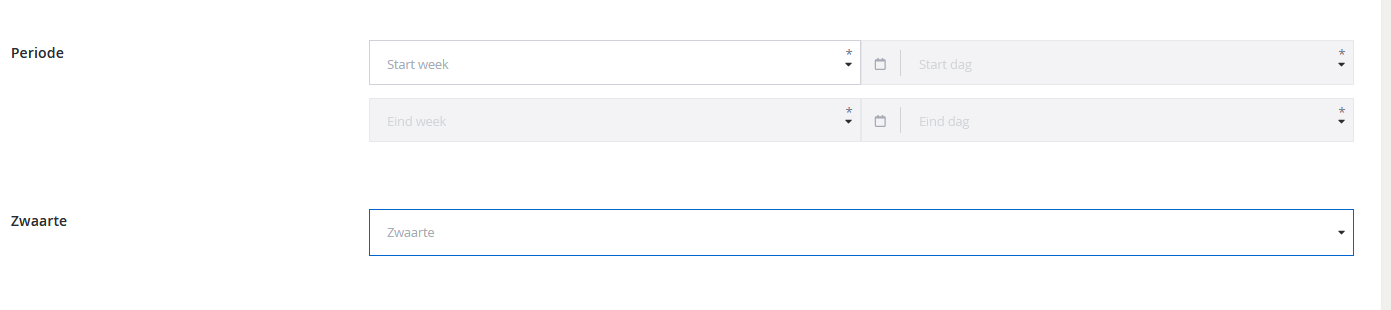 Periode
Start week *
Start dag *
Eind week *
Eind dag *
Zwaarte
Zwaarte